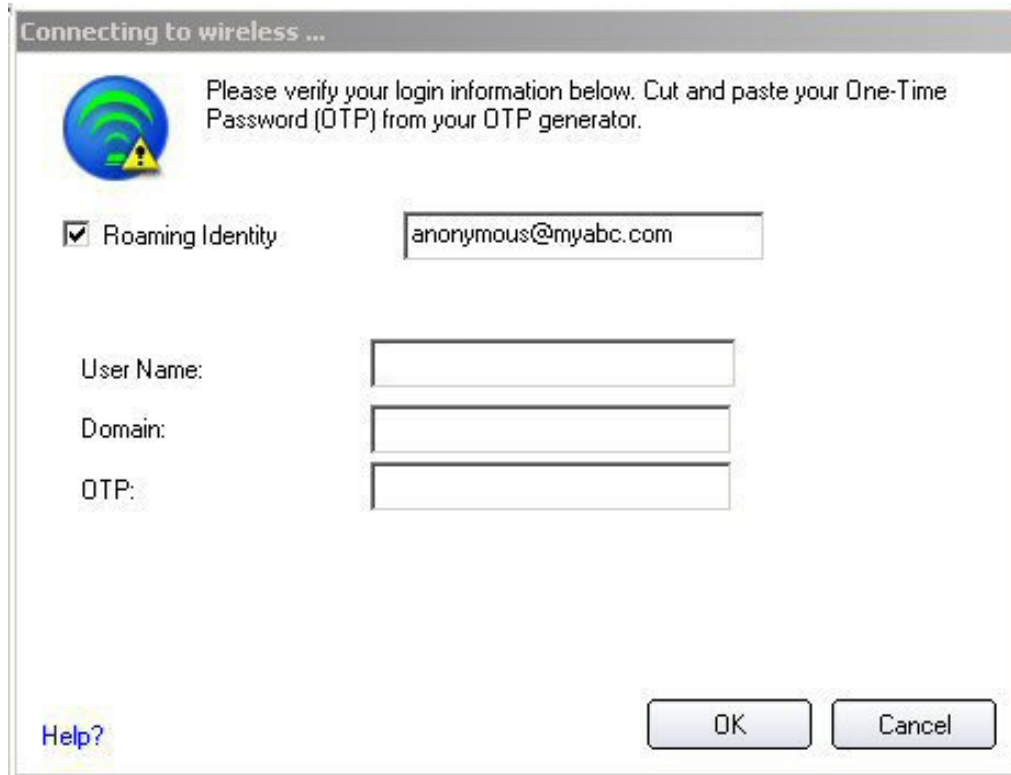 Connecting to wireless ...
Please verify your login information below. Cut and paste your One-Time
Password (OTP) from your OTP generator.
Roaming Identity
anonymous@myabc.com
User Name:
Domain:
OTP:
Help?
OK
Cancel